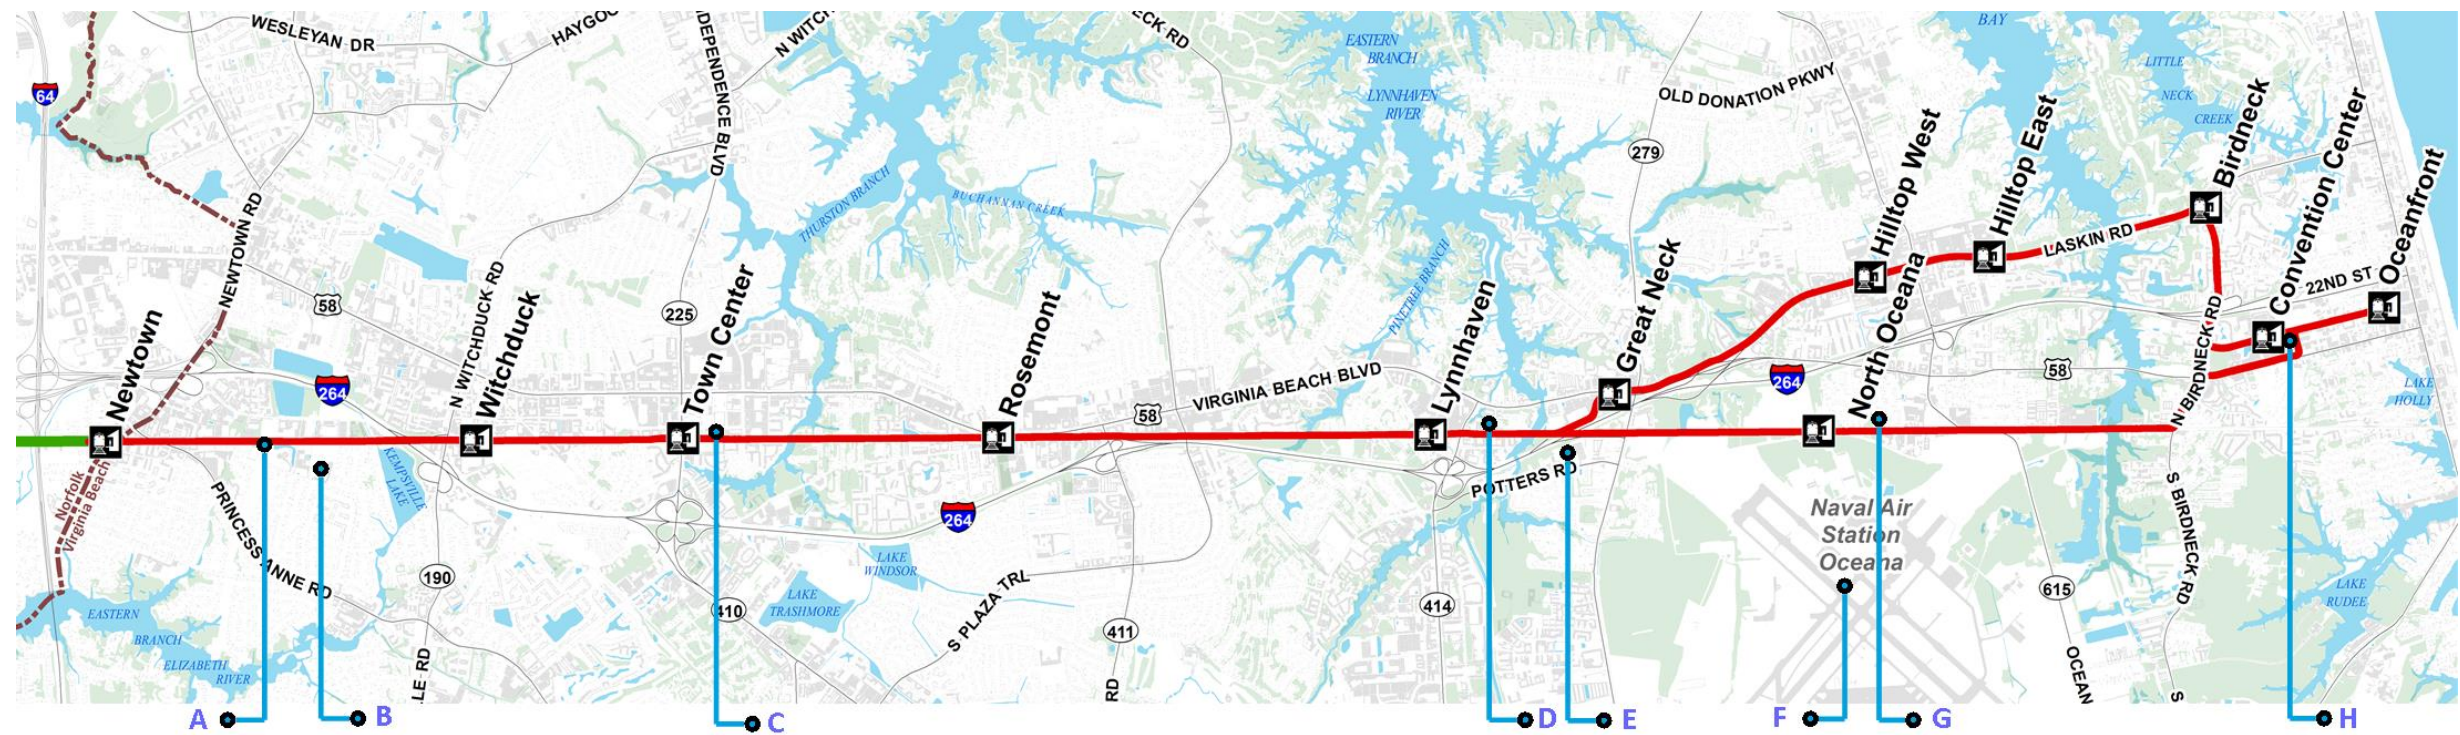 WESLEYAN DR
HAYGOO
DEPENDENCE BLVD
N WITCH
ECK RD
EASTERN
BRANCH
LYNNHAVEN
RIVER
OLD DONATION PKWY
BAY
LITTLE
NECK
CREEK
64
279
NEWTOWN RD
58
N WITCHDUCK RD
225
THURSTON BRANCH
BUCHANNAN CREEK
PINETREE BRANCH
VIRGINIA BEACH BLVD
58
LASKIN RD
22ND ST
N BIRDNECK RD
58
264
264
264
Newtown
Witchduck
Town Center
Rosemont
Lynnhaven
Great Neck
Hilltop West
North Oceana
Hilltop East
Birdneck
Convention Center
Oceanfront
LAKE
HOLLY
Norfolk
Virginia Beach
PRINCESS ANNE RD
KEMPSVILLE
LAKE
POTTERS RD
Naval Air
Station
Oceana
S BIRDNECK RD
EASTERN
BRANCH
ELIZABETH
RIVER
190
LLE RD
410
LAKE
TRASHMORE
LAKE
WINDSOR
S PLAZA TRL
411
RD
414
615
OCEAN
S
LAKE
RUDEE
A
B
C
D
E
F
G
H